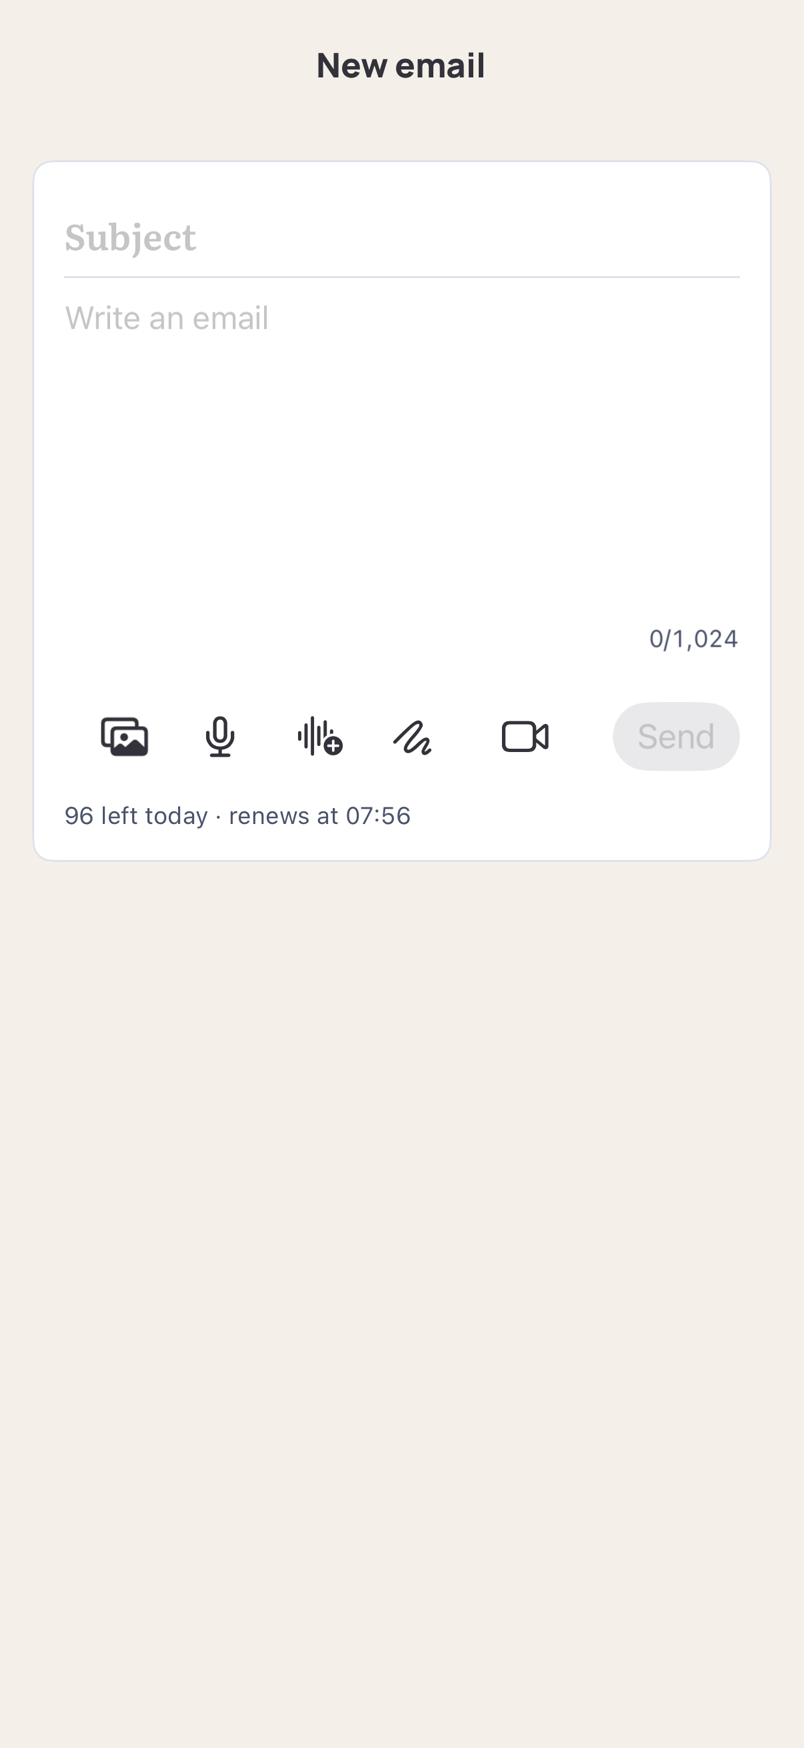 New email
Subject
Write an email
0/1,024
Send
96 left today · renews at 07:56